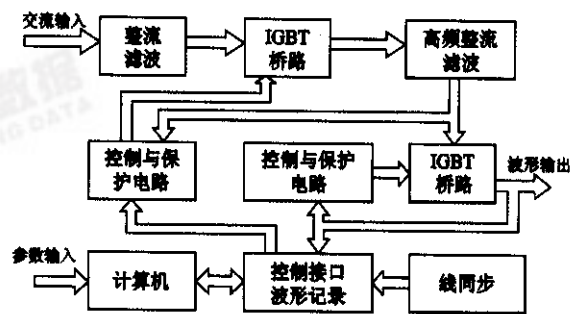 交流输入
整流
滤波
IGBT
桥路
高频整流
滤波
控制与保
护电路
控制与保护
电路
IGBT
桥路
波形输出
参数输入
计算机
控制接口
波形记录
线同步